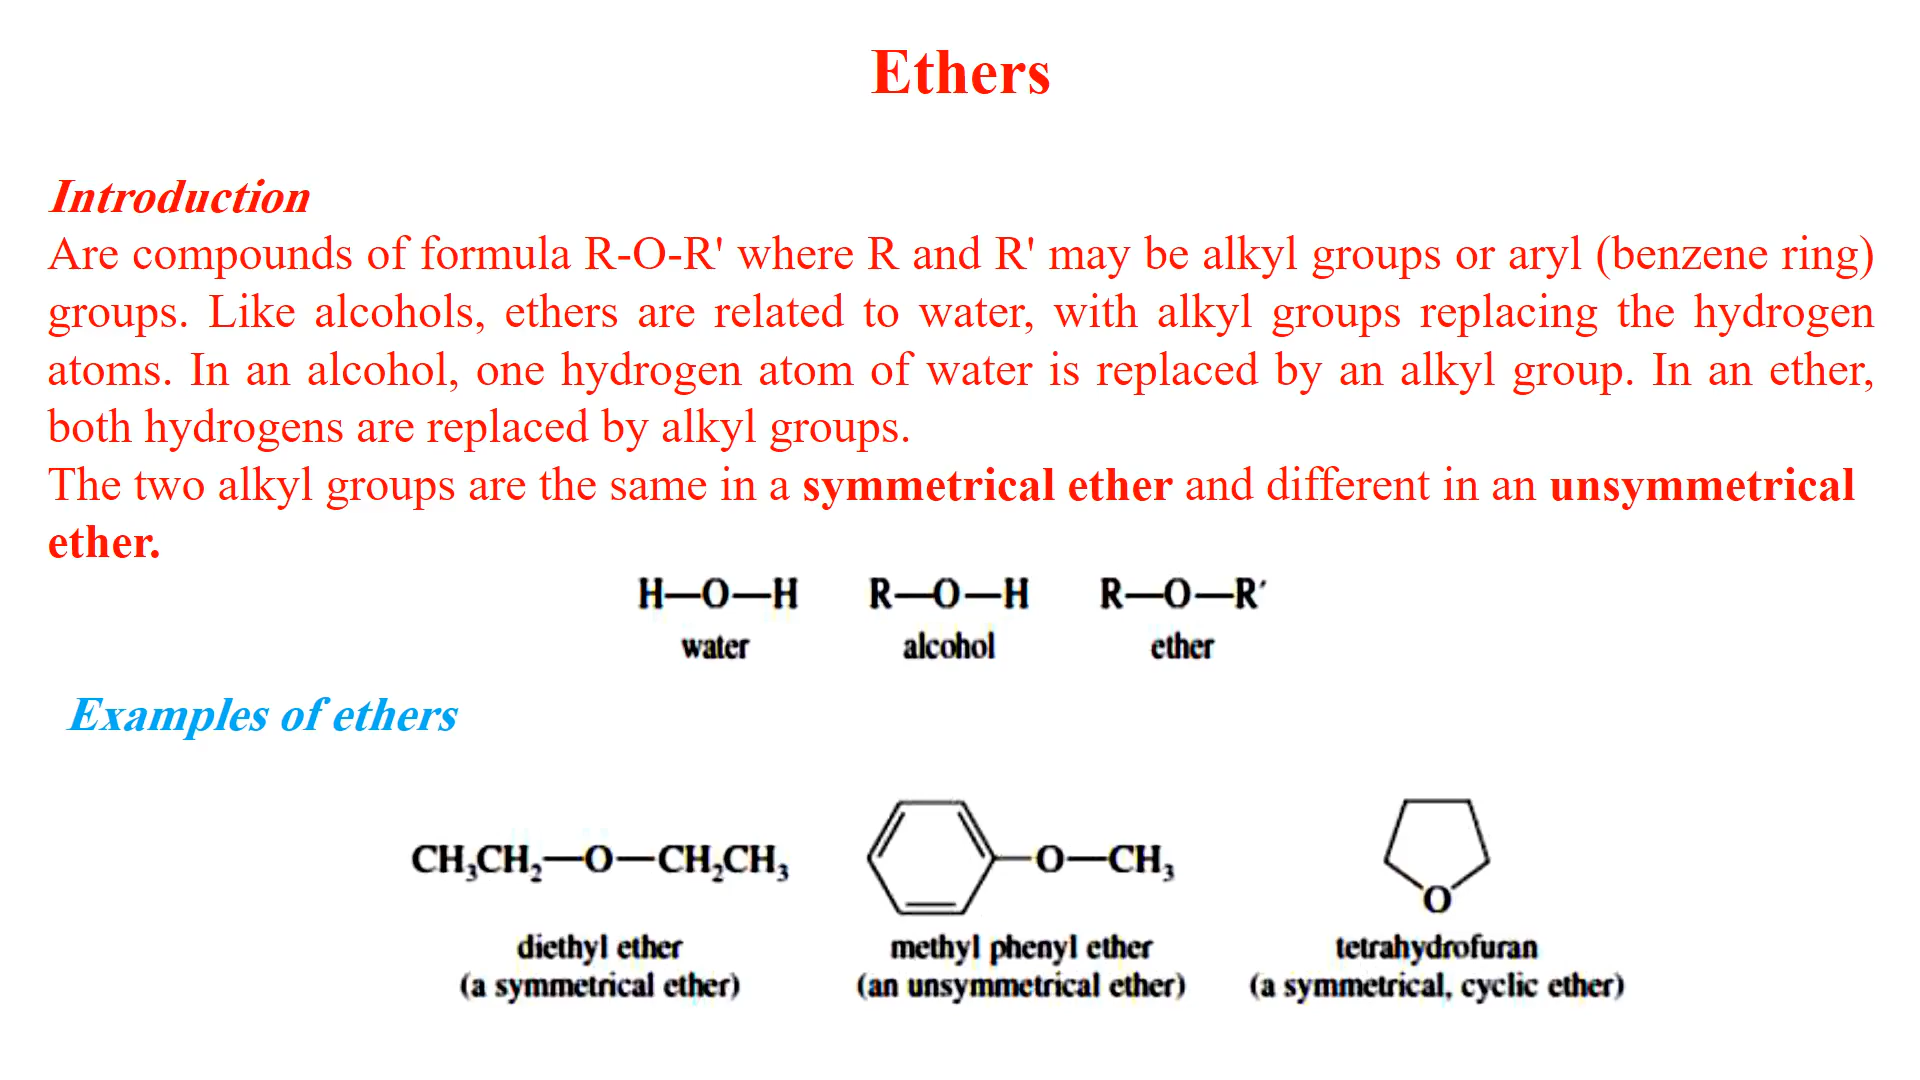 Ethers
Introduction
Are compounds of formula R-O-R' where R and R' may be alkyl groups or aryl (benzene ring)
groups. Like alcohols, ethers are related to water, with alkyl groups replacing the hydrogen
atoms. In an alcohol, one hydrogen atom of water is replaced by an alkyl group. In an ether,
both hydrogens are replaced by alkyl groups.
The two alkyl groups are the same in a symmetrical ether and different in an unsymmetrical
ether.
H—O—H R—O—H R—O—R′
water alcohol ether
Examples of ethers
CH₃CH₂—O—CH₂CH₃ O—CH₃ O
diethyl ether methyl phenyl ether tetrahydrofuran
(a symmetrical ether) (an unsymmetrical ether) (a symmetrical, cyclic ether)